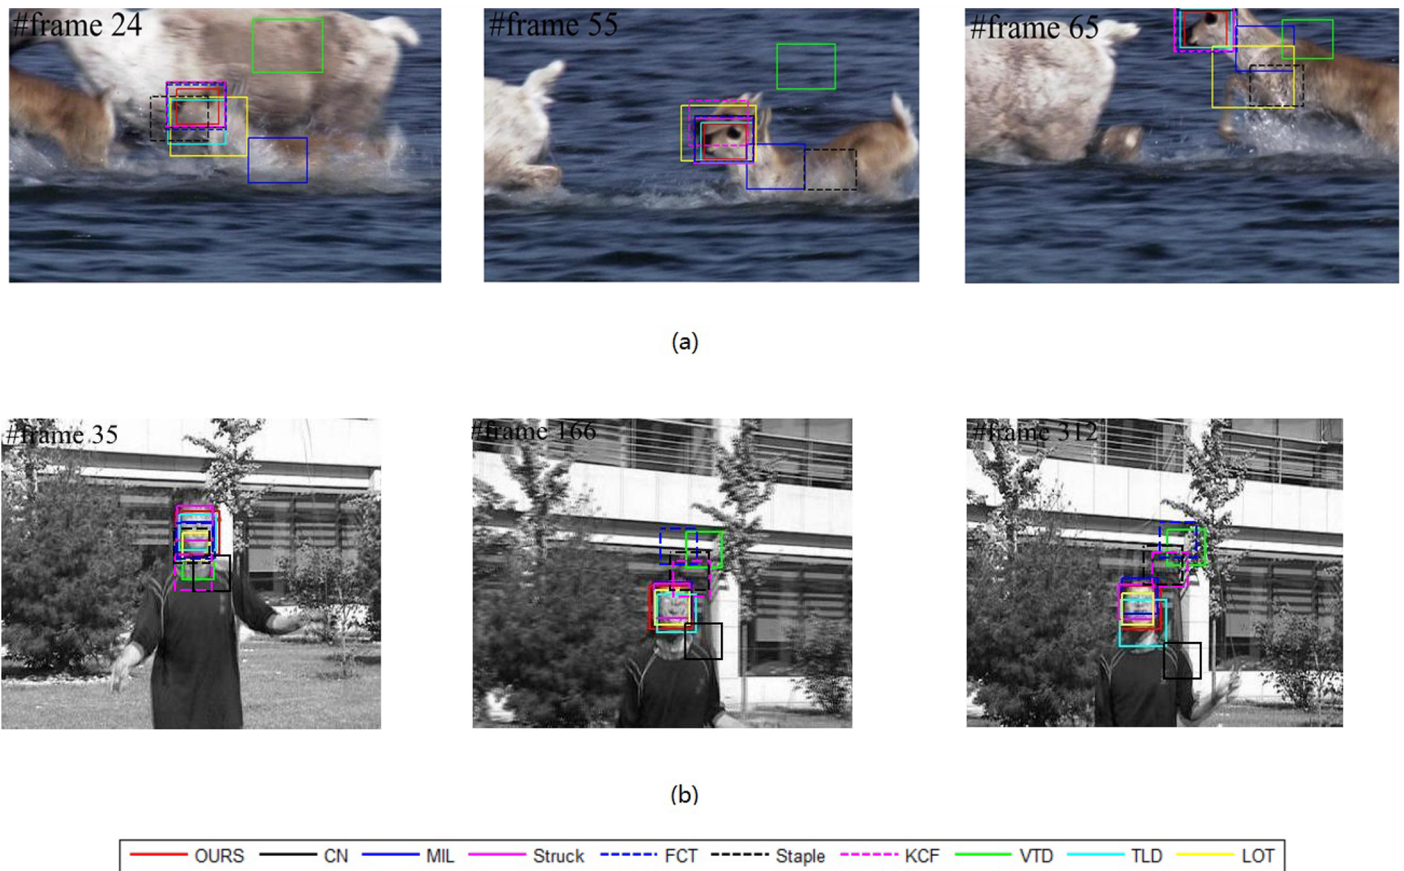 #frame 24
#frame 55
#frame 65
(a)
#frame 35
#frame 166
#frame 312
(b)
OURS CN MIL Struck FCT Staple KCF VTD TLD LOT